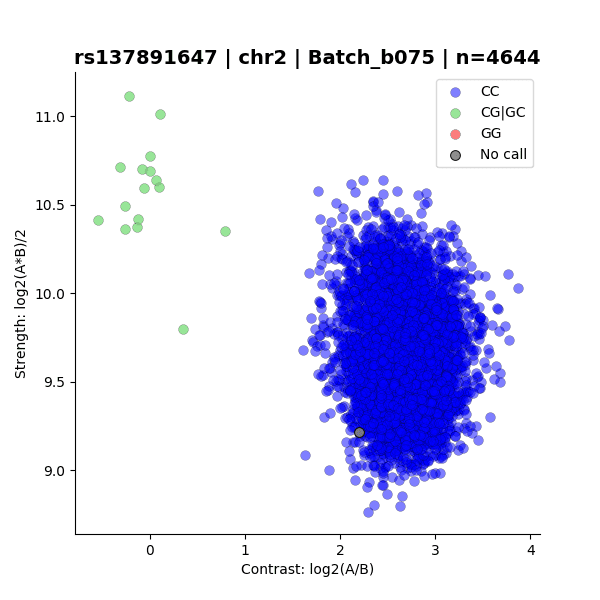 rs137891647 | chr2 | Batch_b075 | n=4644
CC
CG|GC
GG
No call
11.0
10.5
10.0
9.5
9.0
Strength: log2(A*B)/2
0
1
2
3
4
Contrast: log2(A/B)